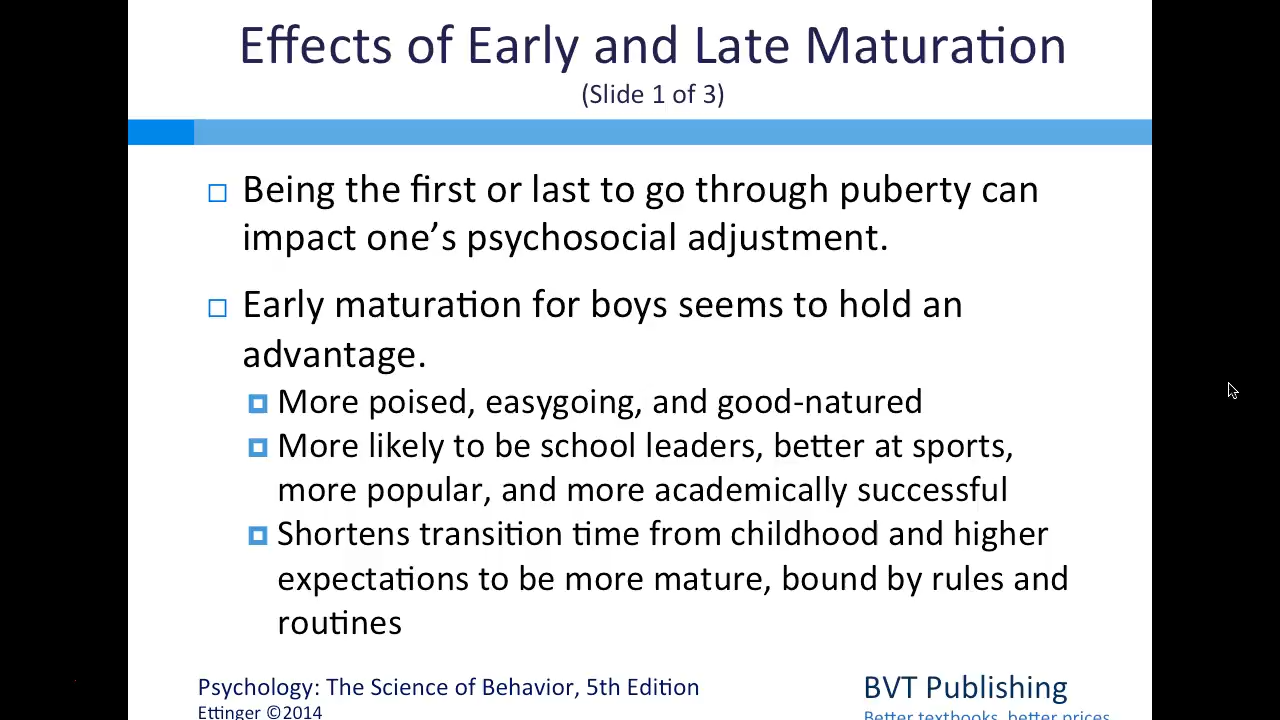 Effects of Early and Late Maturation
(Slide 1 of 3)
Being the first or last to go through puberty can
impact one’s psychosocial adjustment.
Early maturation for boys seems to hold an
advantage.
More poised, easygoing, and good-natured
More likely to be school leaders, better at sports,
more popular, and more academically successful
Shortens transition time from childhood and higher
expectations to be more mature, bound by rules and
routines
Psychology: The Science of Behavior, 5th Edition
Ettinger ©2014
BVT Publishing
Better textbooks, better prices